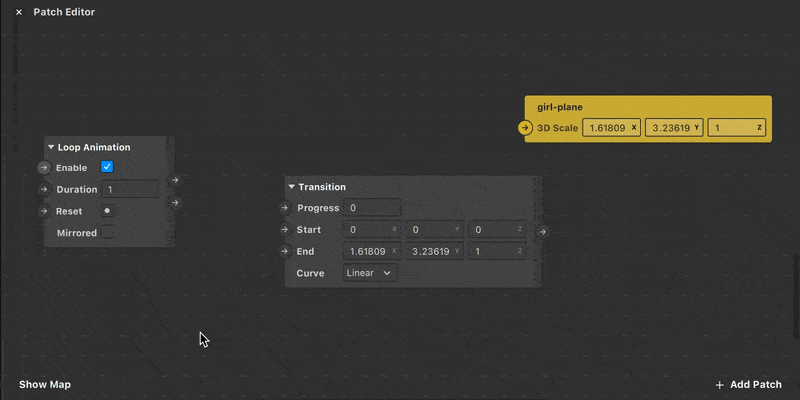 Patch Editor
girl-plane
3D Scale 1.61809 X 3.23619 Y 1 Z
Loop Animation
Enable
Duration 1
Reset
Mirrored
Transition
Progress 0
Start 0 X 0 Y 0 Z
End 1.61809 X 3.23619 Y 1 Z
Curve Linear
Show Map
+ Add Patch